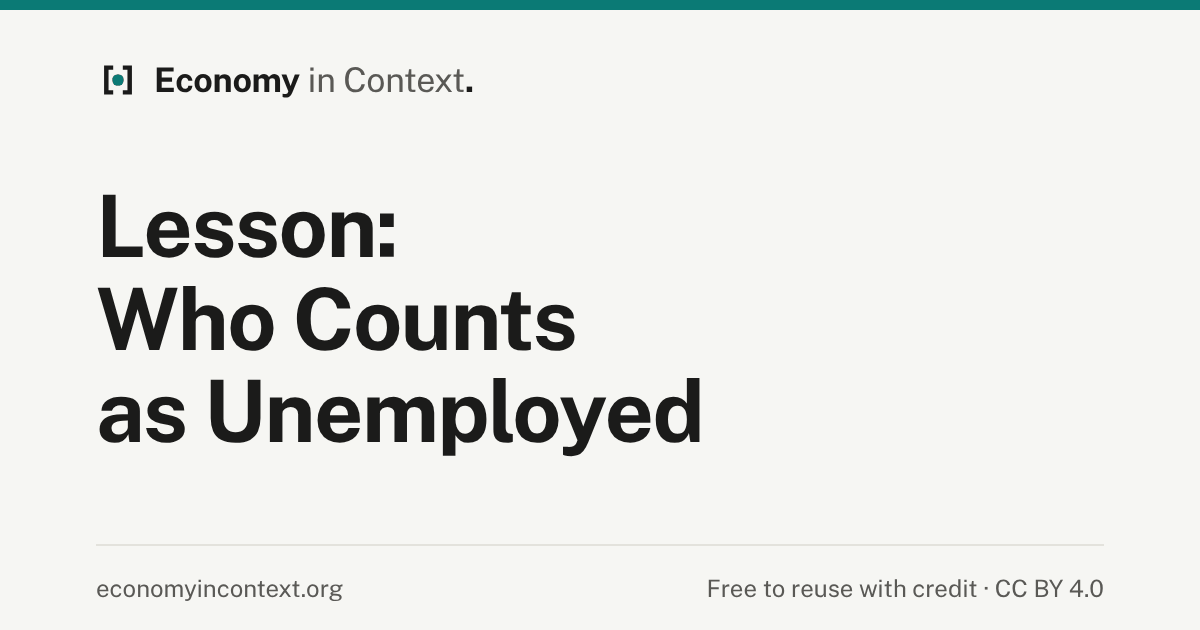 Economy in Context.
Lesson:
Who Counts
as Unemployed
economyincontext.org
Free to reuse with credit · CC BY 4.0